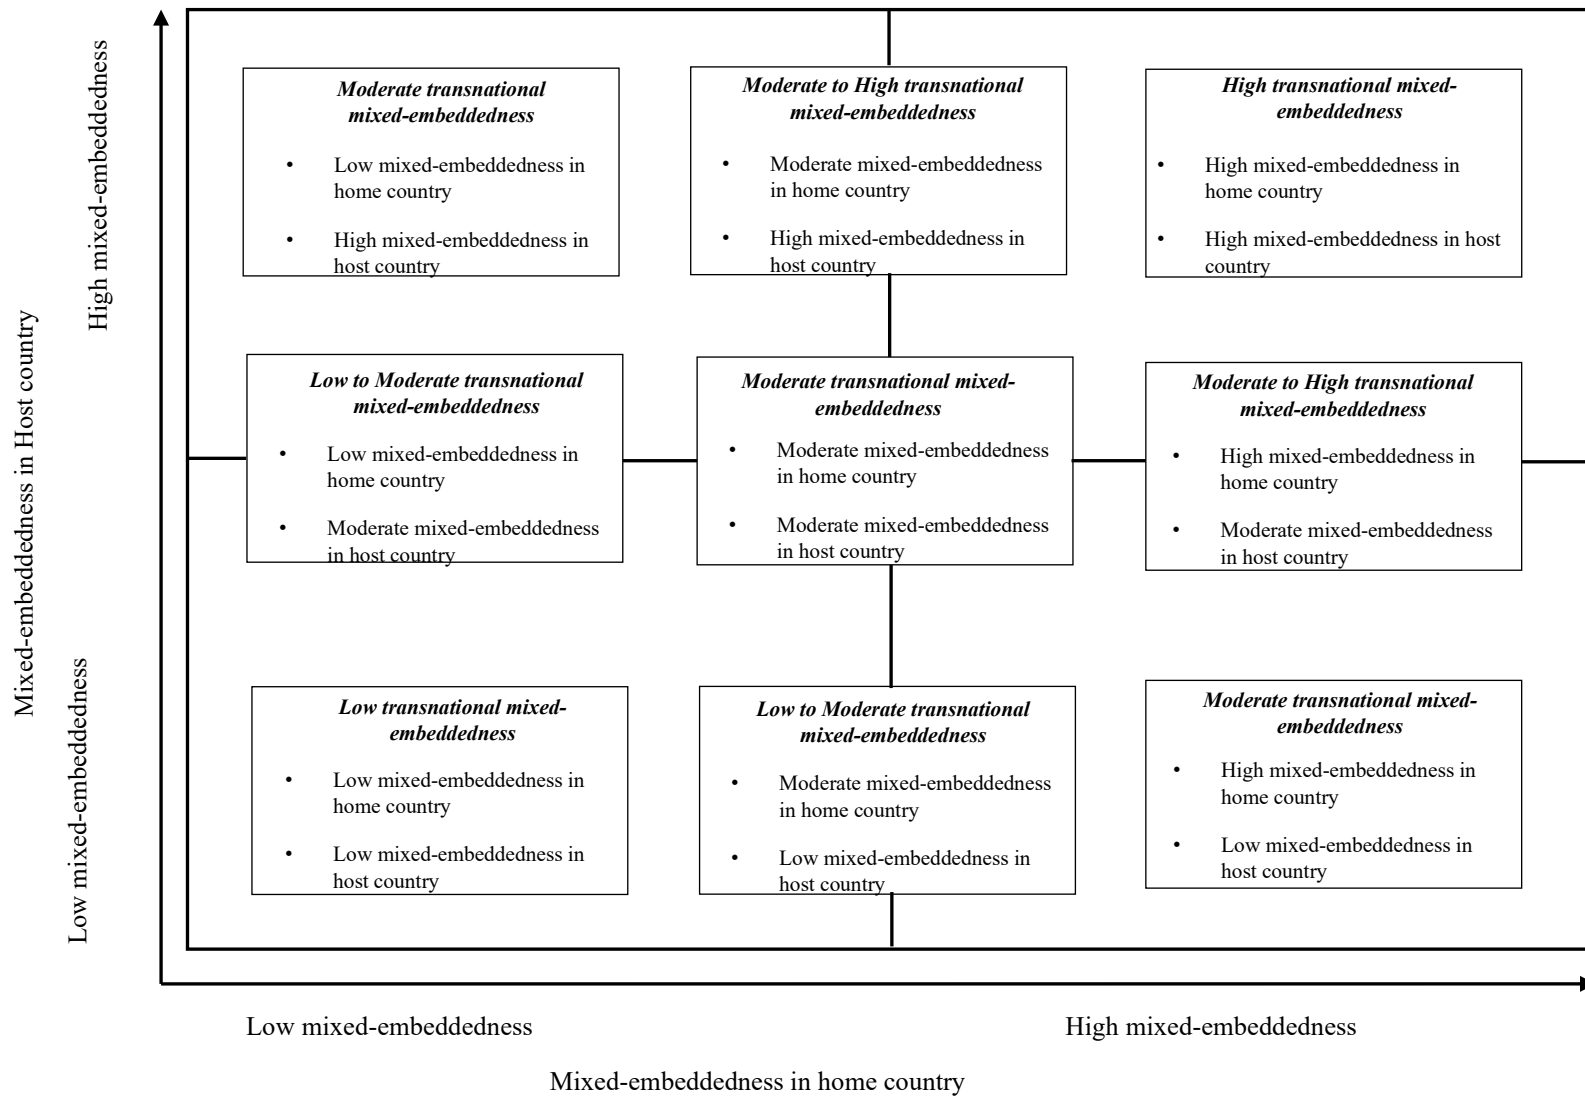 Mixed-embeddedness in Host country
High mixed-embeddedness
Low mixed-embeddedness
Moderate transnational
mixed-embeddedness
• Low mixed-embeddedness in
home country
• High mixed-embeddedness in
host country
Moderate to High transnational
mixed-embeddedness
• Moderate mixed-embeddedness
in home country
• High mixed-embeddedness in
host country
High transnational mixed-
embeddedness
• High mixed-embeddedness in
home country
• High mixed-embeddedness in host
country
Low to Moderate transnational
mixed-embeddedness
• Low mixed-embeddedness in
home country
• Moderate mixed-embeddedness
in host country
Moderate transnational mixed-
embeddedness
• Moderate mixed-embeddedness
in home country
• Moderate mixed-embeddedness
in host country
Moderate to High transnational
mixed-embeddedness
• High mixed-embeddedness in
home country
• Moderate mixed-embeddedness
in host country
Low transnational mixed-
embeddedness
• Low mixed-embeddedness in
home country
• Low mixed-embeddedness in
host country
Low to Moderate transnational
mixed-embeddedness
• Moderate mixed-embeddedness
in home country
• Low mixed-embeddedness in
host country
Moderate transnational mixed-
embeddedness
• High mixed-embeddedness in
home country
• Low mixed-embeddedness in
host country
Low mixed-embeddedness
High mixed-embeddedness
Mixed-embeddedness in home country